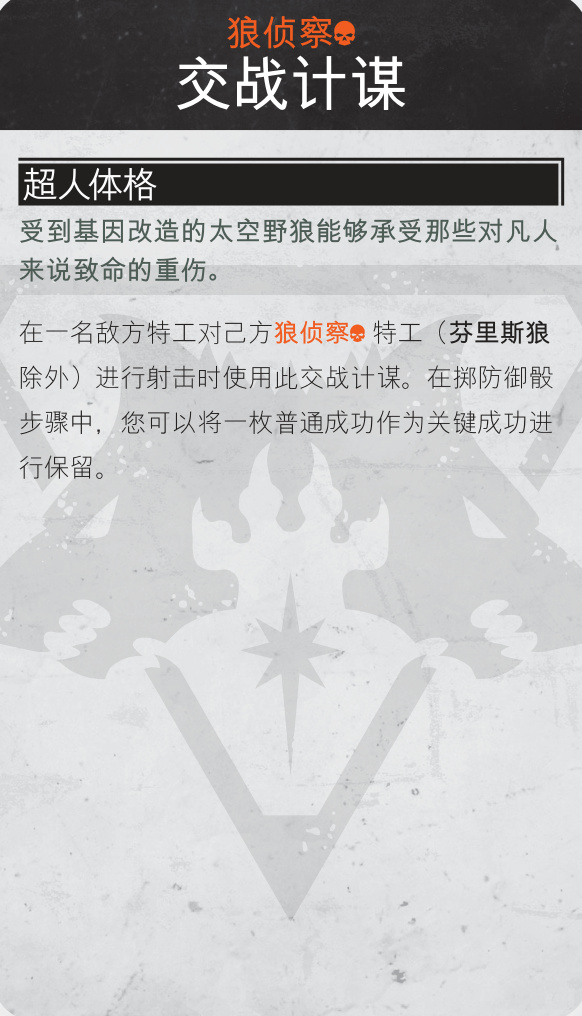 狼侦察
交战计谋
超人体格
受到基因改造的太空野狼能够承受那些对凡人
来说致命的重伤。
在一名敌方特工对己方狼侦察 特工（芬里斯狼
除外）进行射击时使用此交战计谋。在掷防御骰
步骤中，您可以将一枚普通成功作为关键成功进
行保留。